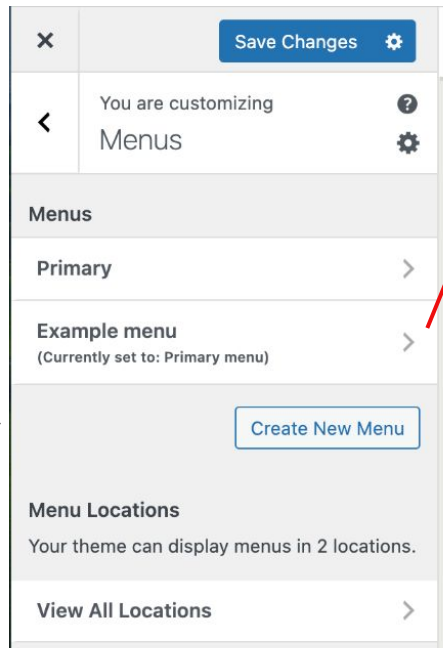 Save Changes
You are customizing
Menus
Menus
Primary
Example menu
(Currently set to: Primary menu)
Create New Menu
Menu Locations
Your theme can display menus in 2 locations.
View All Locations